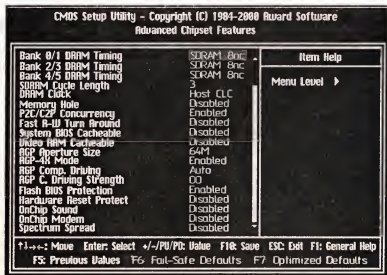 CMOS Setup Utility - Copyright (C) 1984-2000 Award Software
Advanced Chipset Features
Bank 0/1 DRAM Timing SDRAM 8nc
Bank 2/3 DRAM Timing SDRAM 8nc
Bank 4/5 DRAM Timing SDRAM 8nc
SDRAM Cycle Length 3
DRAM Clock Host CLC
Memory Hole Disabled
P2C/C2P Concurrency Enabled
Fast R-W Turn Around Disabled
System BIOS Cacheable Disabled
Video RAM Cacheable Disabled
AGP Aperture Size 64M
AGP-4X Mode Enabled
AGP Comp. Driving Auto
AGP C. Driving Strength
Flash BIOS Protection Enabled
Hardware Reset Protect Disabled
OnChip Sound Disabled
OnChip Modem Disabled
Spectrum Spread Disabled
Item Help
Menu Level ▶
↑↓→←: Move Enter: Select +/-/PU/PD: Value F10: Save ESC: Exit F1: General Help
F5: Previous Values F6: Fail-Safe Defaults F7 Optimized Defaults